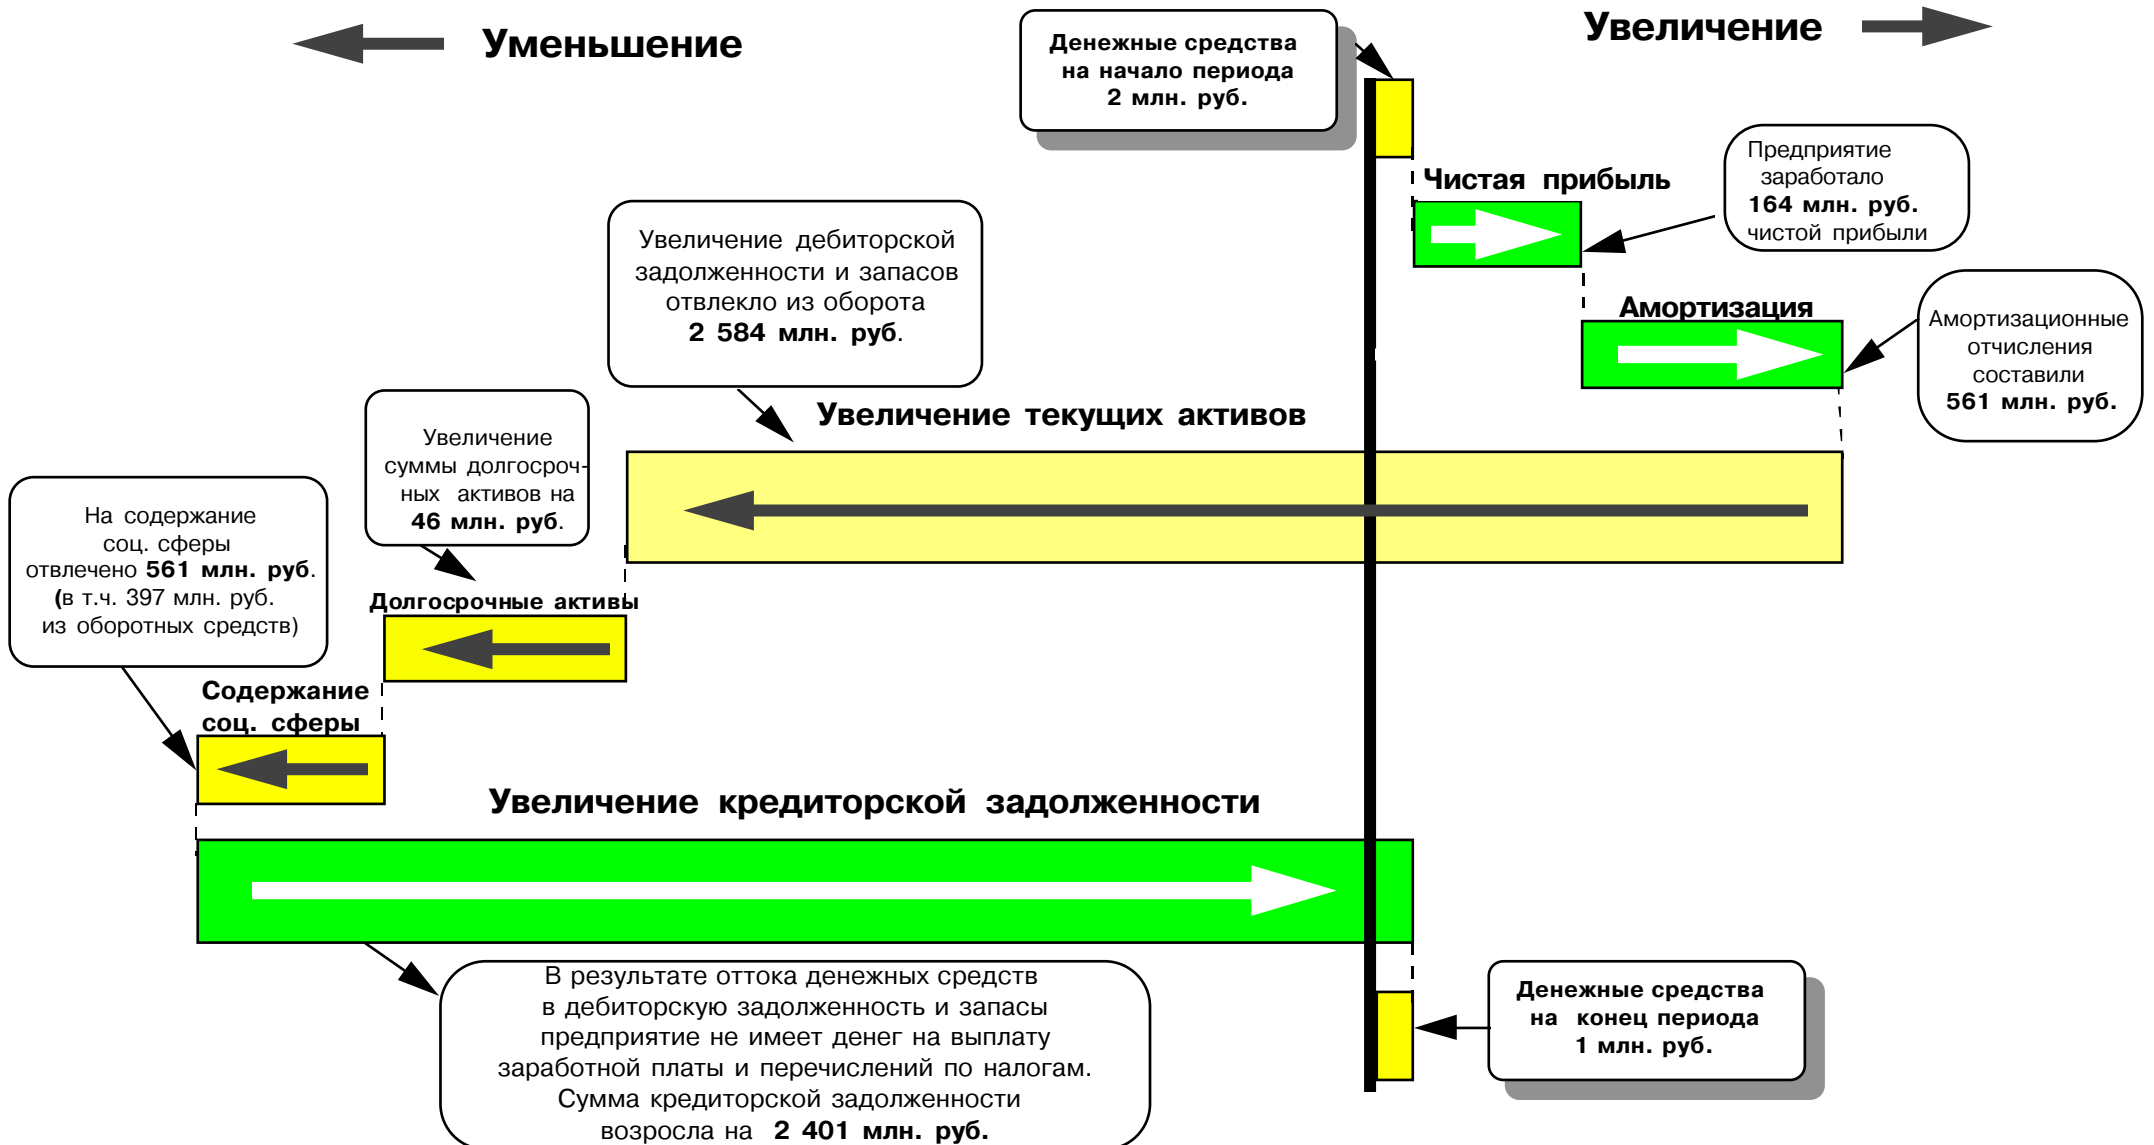 Уменьшение
Денежные средства
на начало периода
2 млн. руб.
Увеличение
Чистая прибыль
Предприятие
заработало
164 млн. руб.
чистой прибыли
Увеличение дебиторской
задолженности и запасов
отвлекло из оборота
2 584 млн. руб.
Амортизация
Амортизационные
отчисления
составили
561 млн. руб.
Увеличение текущих активов
Увеличение
суммы долгосроч-
ных активов на
46 млн. руб.
На содержание
соц. сферы
отвлечено 561 млн. руб.
(в т.ч. 397 млн. руб.
из оборотных средств)
Долгосрочные активы
Содержание
соц. сферы
Увеличение кредиторской задолженности
В результате оттока денежных средств
в дебиторскую задолженность и запасы
предприятие не имеет денег на выплату
заработной платы и перечислений по налогам.
Сумма кредиторской задолженности
возросла на 2 401 млн. руб.
Денежные средства
на конец периода
1 млн. руб.